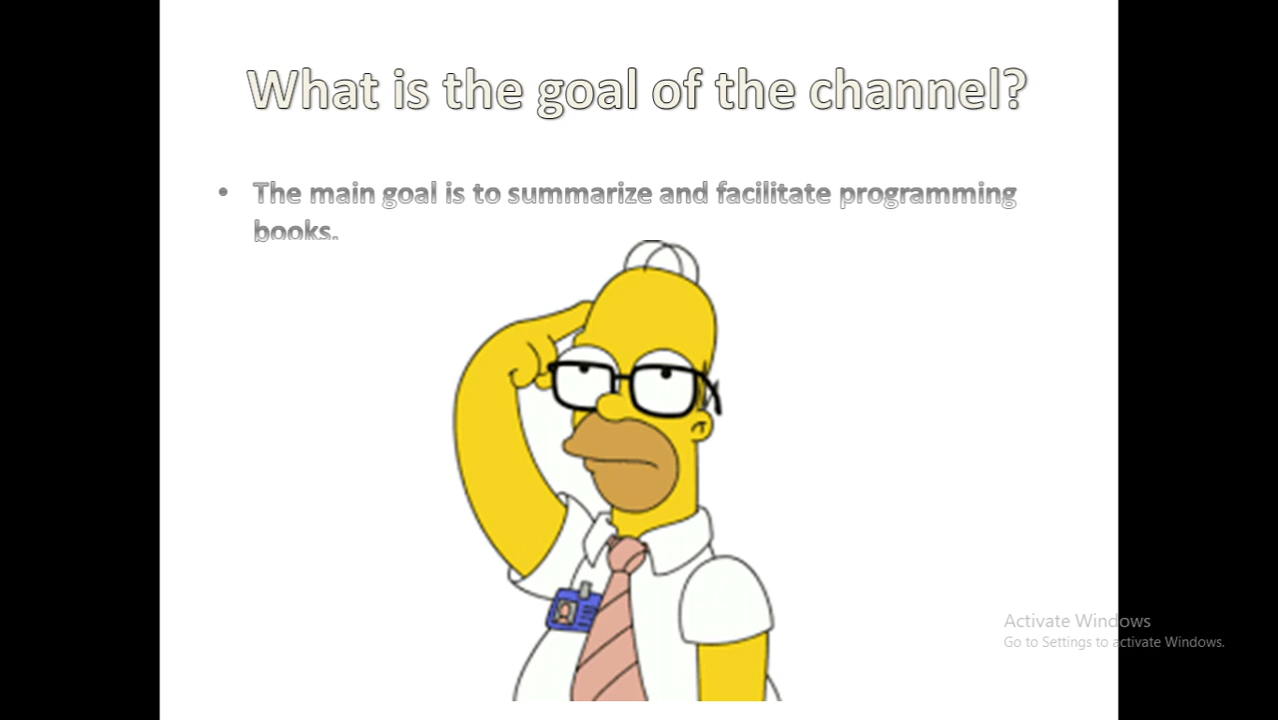 What is the goal of the channel?
• The main goal is to summarize and facilitate programming
books.
Activate Windows
Go to Settings to activate Windows.